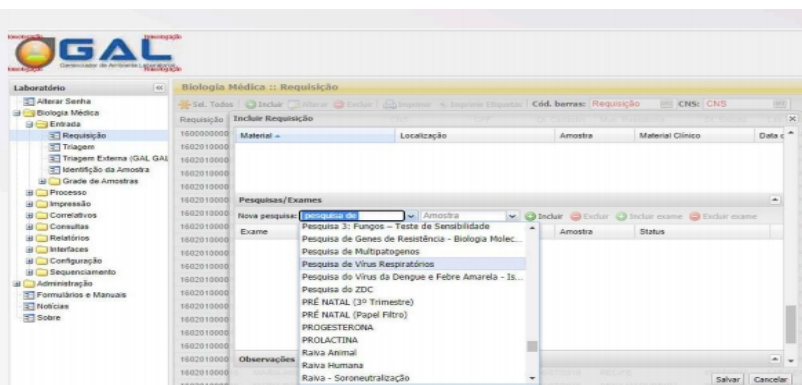 GAL
Gerenciador de Ambiente Laboratorial
Laboratório
Alterar Senha
Biologia Médica
Entrada
Requisição
Triagem
Triagem Externa (GAL GAL
Identifição da Amostra
Grade de Amostras
Processo
Impressão
Correlativos
Consultas
Relatórios
Interfaces
Configuração
Sequenciamento
Administração
Formulários e Manuais
Notícias
Sobre
Biologia Médica :: Requisição
Sel. Todos Incluir Alterar Excluir Imprimir Imprimir Etiquetas Cód. barras: Requisição CNS: CNS
Requisição
Incluir Requisição
Material Localização Amostra Material Clínico Data c
Pesquisas/Exames
Nova pesquisa: pesquisa de Amostra Incluir Excluir Incluir exame Excluir exame
Exame Amostra Status
Pesquisa 3: Fungos – Teste de Sensibilidade
Pesquisa de Genes de Resistência - Biologia Molec...
Pesquisa de Multipatogenos
Pesquisa de Vírus Respiratórios
Pesquisa do Vírus da Dengue e Febre Amarela - Is...
Pesquisa do ZDC
PRÉ NATAL (3º Trimestre)
PRÉ NATAL (Papel Filtro)
PROGESTERONA
PROLACTINA
Raiva Animal
Raiva Humana
Raiva - Soroneutralização
Observações
Salvar Cancelar